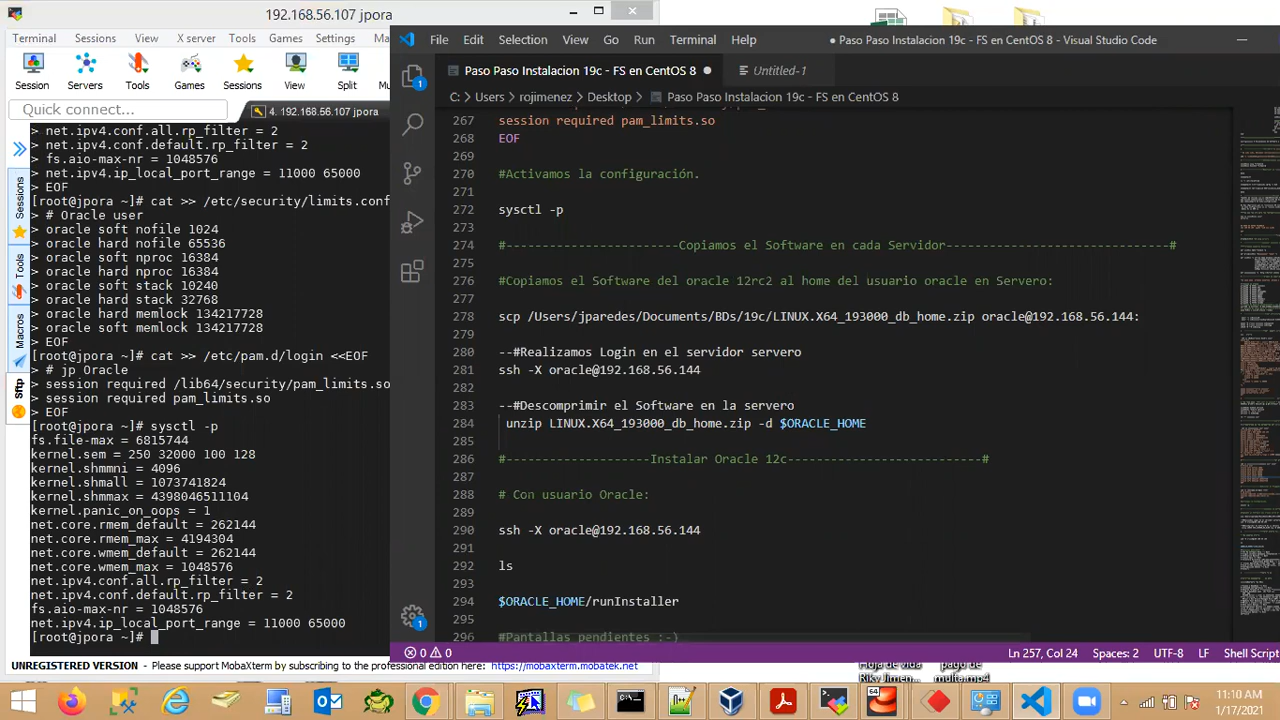 192.168.56.107 jpora
Terminal Sessions View X server Tools Games Settings Ma
Session Servers Tools Games Sessions View Split Mu
Quick connect...
4. 192.168.56.107 jpora
Sessions
Tools
Macros
Sftp
> net.ipv4.conf.all.rp_filter = 2
> net.ipv4.conf.default.rp_filter = 2
> fs.aio-max-nr = 1048576
> net.ipv4.ip_local_port_range = 11000 65000
> EOF
[root@jpora ~]# cat >> /etc/security/limits.conf
> # Oracle user
> oracle soft nofile 1024
> oracle hard nofile 65536
> oracle soft nproc 16384
> oracle hard nproc 16384
> oracle soft stack 10240
> oracle hard stack 32768
> oracle hard memlock 134217728
> oracle soft memlock 134217728
> EOF
[root@jpora ~]# cat >> /etc/pam.d/login <<EOF
> # jp Oracle
> session required /lib64/security/pam_limits.so
> session required pam_limits.so
> EOF
[root@jpora ~]# sysctl -p
fs.file-max = 6815744
kernel.sem = 250 32000 100 128
kernel.shmmni = 4096
kernel.shmall = 1073741824
kernel.shmmax = 4398046511104
kernel.panic_on_oops = 1
net.core.rmem_default = 262144
net.core.rmem_max = 4194304
net.core.wmem_default = 262144
net.core.wmem_max = 1048576
net.ipv4.conf.all.rp_filter = 2
net.ipv4.conf.default.rp_filter = 2
fs.aio-max-nr = 1048576
net.ipv4.ip_local_port_range = 11000 65000
[root@jpora ~]#
UNREGISTERED VERSION - Please support MobaXterm by subscribing to the professional edition here: https://mobaxterm.mobatek.net
File Edit Selection View Go Run Terminal Help ● Paso Paso Instalacion 19c - FS en CentOS 8 - Visual Studio Code
Paso Paso Instalacion 19c - FS en CentOS 8 ● Untitled-1
C: > Users > rojimenez > Desktop > Paso Paso Instalacion 19c - FS en CentOS 8
267 session required pam_limits.so
268 EOF
269
270 #Activamos la configuración.
271
272 sysctl -p
273
274 #------------------------Copiamos el Software en cada Servidor-------------------------------#
275
276 #Copiamos el Software del oracle 12rc2 al home del usuario oracle en Servero:
277
278 scp /Users/jparedes/Documents/BDs/19c/LINUX.X64_193000_db_home.zip oracle@192.168.56.144:
279
280 --#Realizamos Login en el servidor servero
281 ssh -X Oracle@192.168.56.144
282
283 --#Descomprimir el Software en la servero
284 unzip LINUX.X64_193000_db_home.zip -d $ORACLE_HOME
285
286 #--------------------Instalar Oracle 12c---------------------------#
287
288 # Con usuario Oracle:
289
290 ssh -X Oracle@192.168.56.144
291
292 ls
293
294 $ORACLE_HOME/runInstaller
295
296 #Pantallas pendientes :-)
0 0 Ln 257, Col 24 Spaces: 2 UTF-8 LF Shell Script
Hoja de vida
Riky Jimen...
pago de
multa.mp4
11:10 AM
1/17/2021